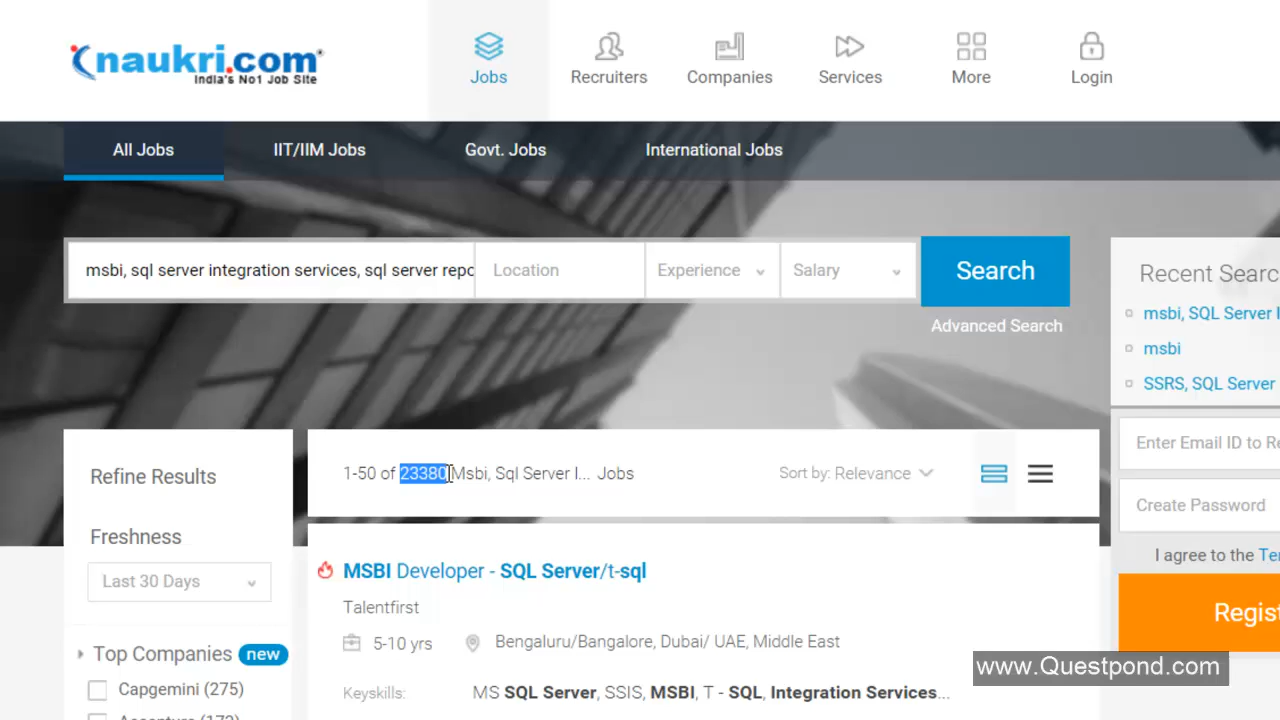 naukri.com
India's No1 Job Site
Jobs
Recruiters
Companies
Services
More
Login
All Jobs
IIT/IIM Jobs
Govt. Jobs
International Jobs
msbi, sql server integration services, sql server repo
Location
Experience
Salary
Search
Advanced Search
Recent Searc
msbi, SQL Server I
msbi
SSRS, SQL Server
Enter Email ID to Re
Create Password
I agree to the Ter
Regist
Refine Results
Freshness
Last 30 Days
Top Companies new
Capgemini (275)
Accenture (173)
1-50 of 23380 Msbi, Sql Server I... Jobs
Sort by: Relevance
MSBI Developer - SQL Server/t-sql
Talentfirst
5-10 yrs
Bengaluru/Bangalore, Dubai/ UAE, Middle East
Keyskills:
MS SQL Server, SSIS, MSBI, T - SQL, Integration Services...
www.Questpond.com